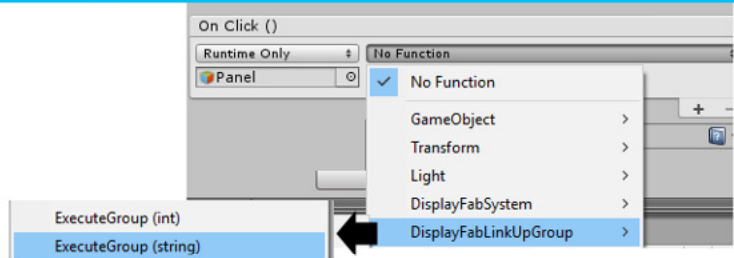 On Click ()
Runtime Only No Function
Panel
No Function
GameObject
Transform
Light
DisplayFabSystem
DisplayFabLinkUpGroup
ExecuteGroup (int)
ExecuteGroup (string)